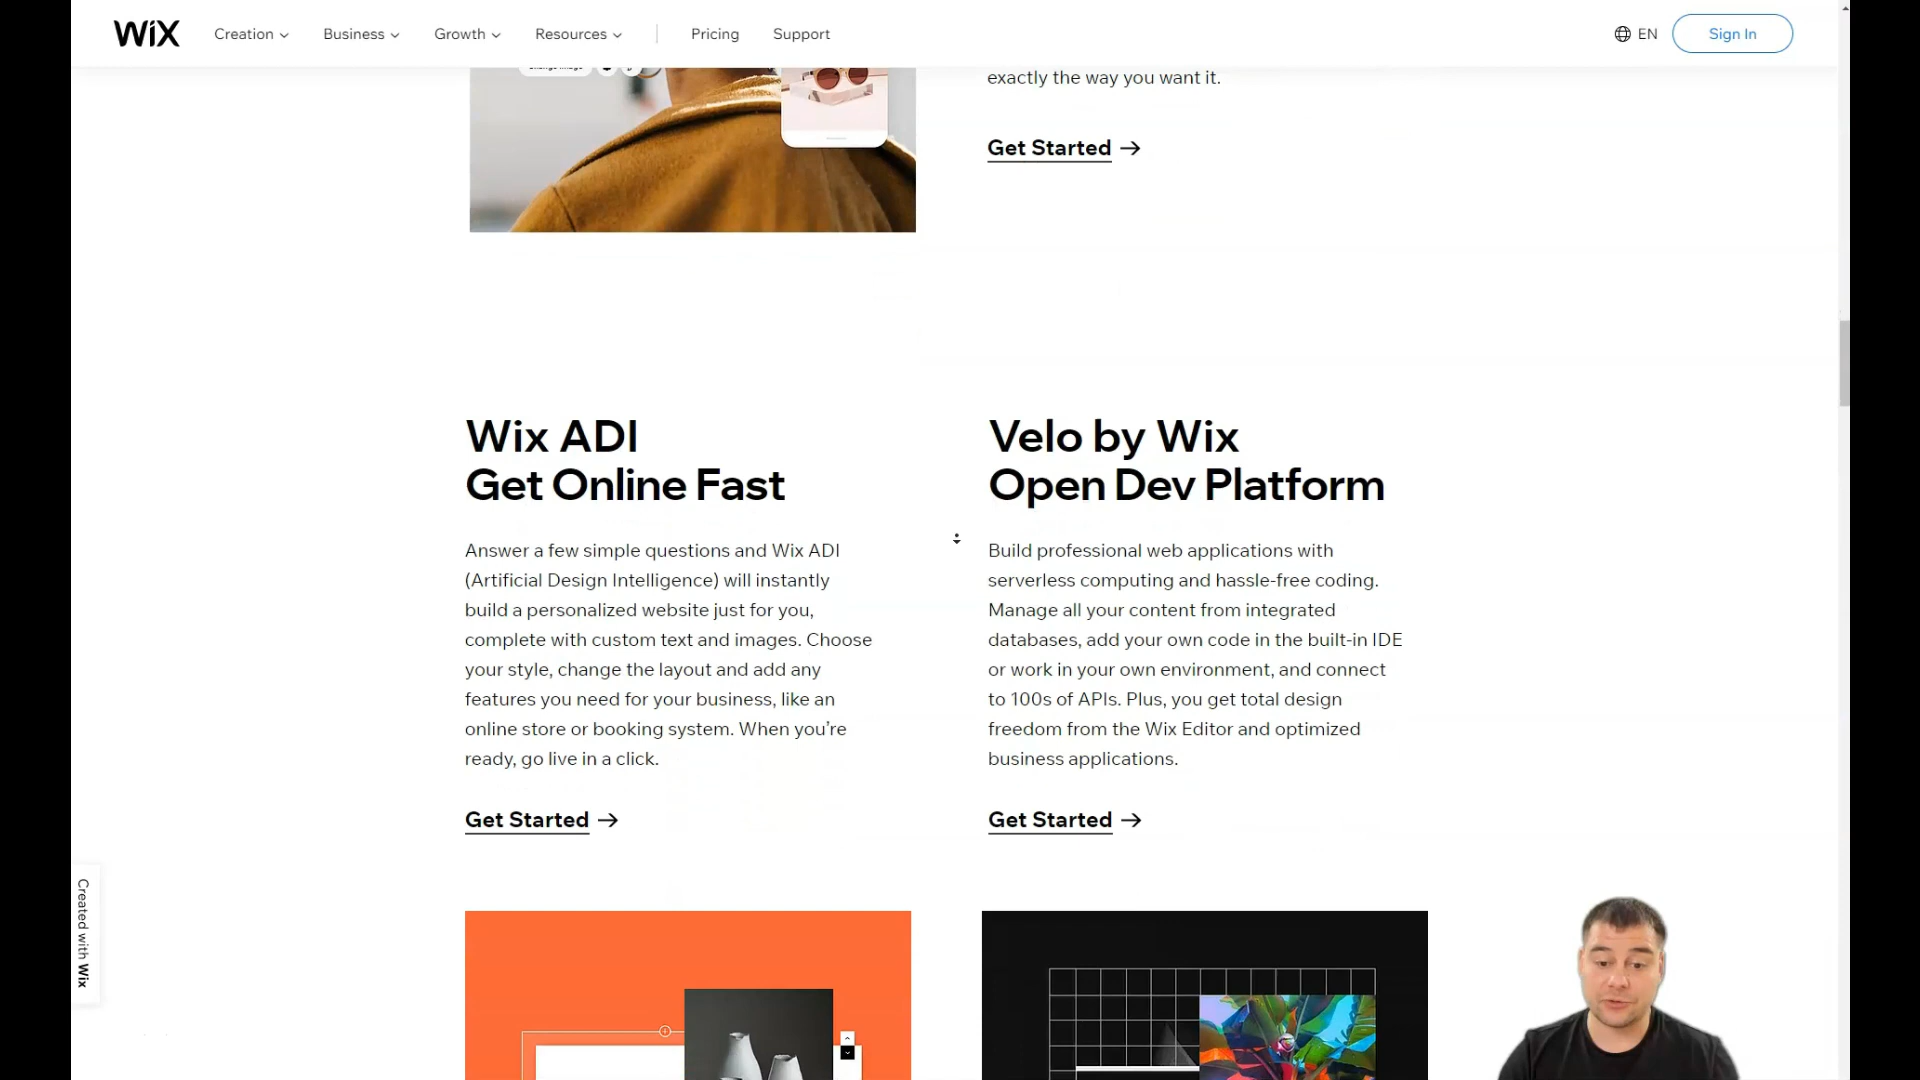 WiX Creation Business Growth Resources Pricing Support EN Sign In
exactly the way you want it.
Get Started →
Wix ADI
Get Online Fast
Answer a few simple questions and Wix ADI
(Artificial Design Intelligence) will instantly
build a personalized website just for you,
complete with custom text and images. Choose
your style, change the layout and add any
features you need for your business, like an
online store or booking system. When you’re
ready, go live in a click.
Get Started →
Velo by Wix
Open Dev Platform
Build professional web applications with
serverless computing and hassle-free coding.
Manage all your content from integrated
databases, add your own code in the built-in IDE
or work in your own environment, and connect
to 100s of APIs. Plus, you get total design
freedom from the Wix Editor and optimized
business applications.
Get Started →
Created with Wix